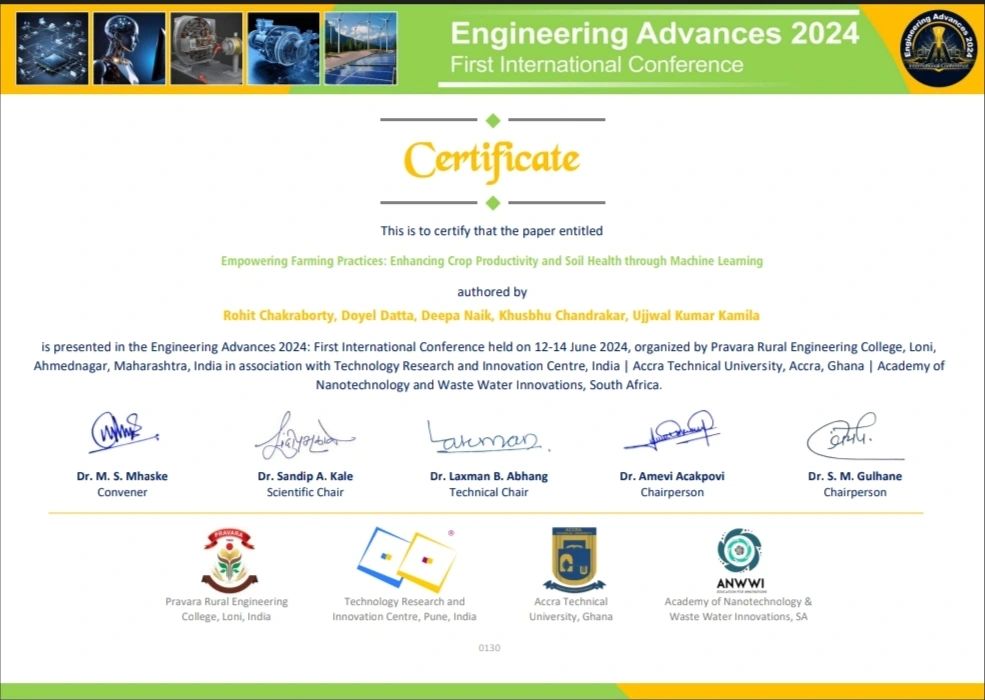 Engineering Advances 2024
First International Conference
Engineering Advances 2024
International Conference
Certificate
This is to certify that the paper entitled
Empowering Farming Practices: Enhancing Crop Productivity and Soil Health through Machine Learning
authored by
Rohit Chakraborty, Doyel Datta, Deepa Naik, Khusbhu Chandrakar, Ujjwal Kumar Kamila
is presented in the Engineering Advances 2024: First International Conference held on 12-14 June 2024, organized by Pravara Rural Engineering College, Loni,
Ahmednagar, Maharashtra, India in association with Technology Research and Innovation Centre, India | Accra Technical University, Accra, Ghana | Academy of
Nanotechnology and Waste Water Innovations, South Africa.
Laxman
Dr. M. S. Mhaske
Convener
Dr. Sandip A. Kale
Scientific Chair
Dr. Laxman B. Abhang
Technical Chair
Dr. Amevi Acakpovi
Chairperson
Dr. S. M. Gulhane
Chairperson
PRAVARA
®
ACCRA
ANWWI
EDUCATION FOR INNOVATIONS
Pravara Rural Engineering
College, Loni, India
Technology Research and
Innovation Centre, Pune, India
Accra Technical
University, Ghana
Academy of Nanotechnology &
Waste Water Innovations, SA
0130